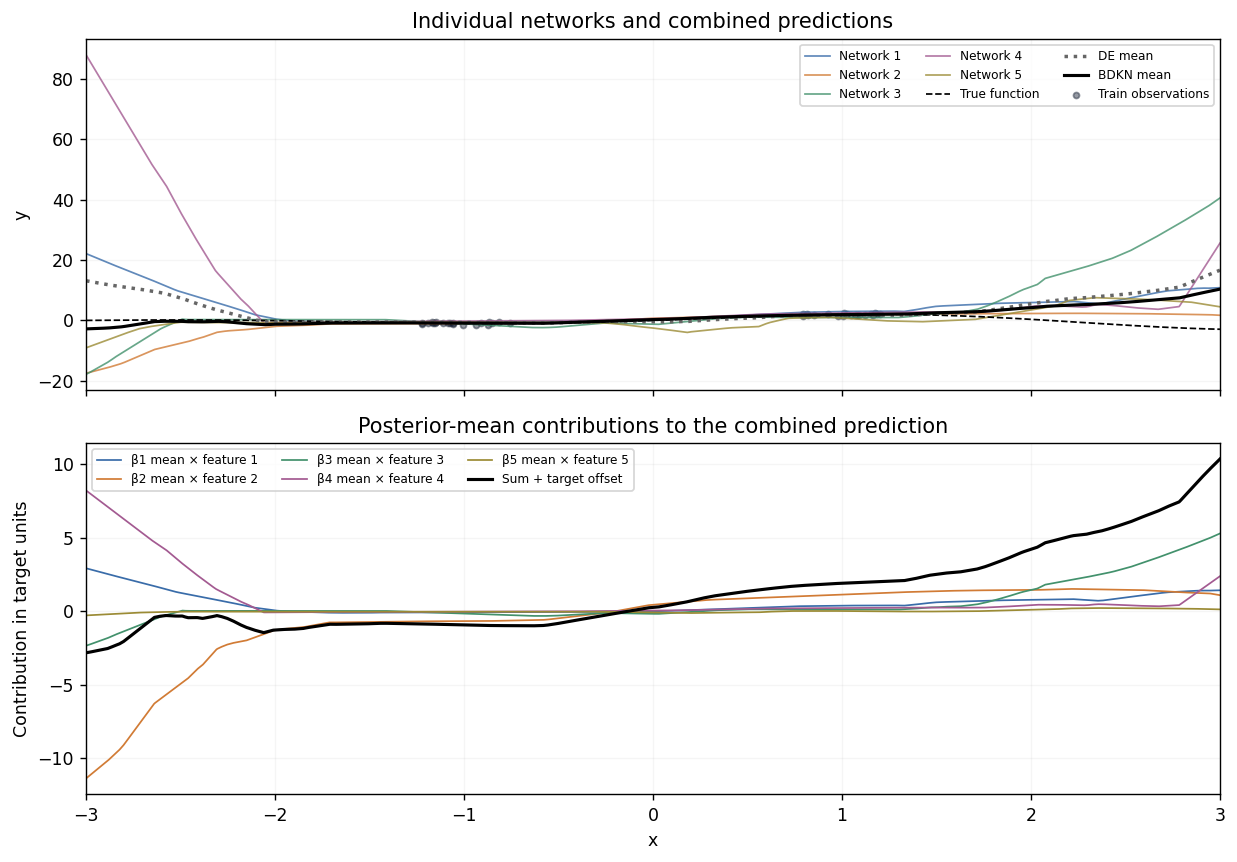 Individual networks and combined predictions
Network 1
Network 2
Network 3
Network 4
Network 5
True function
DE mean
BDKN mean
Train observations
y
80
60
40
20
0
−20
Posterior-mean contributions to the combined prediction
β1 mean × feature 1
β2 mean × feature 2
β3 mean × feature 3
β4 mean × feature 4
β5 mean × feature 5
Sum + target offset
Contribution in target units
10
5
0
−5
−10
−3
−2
−1
0
1
2
3
x